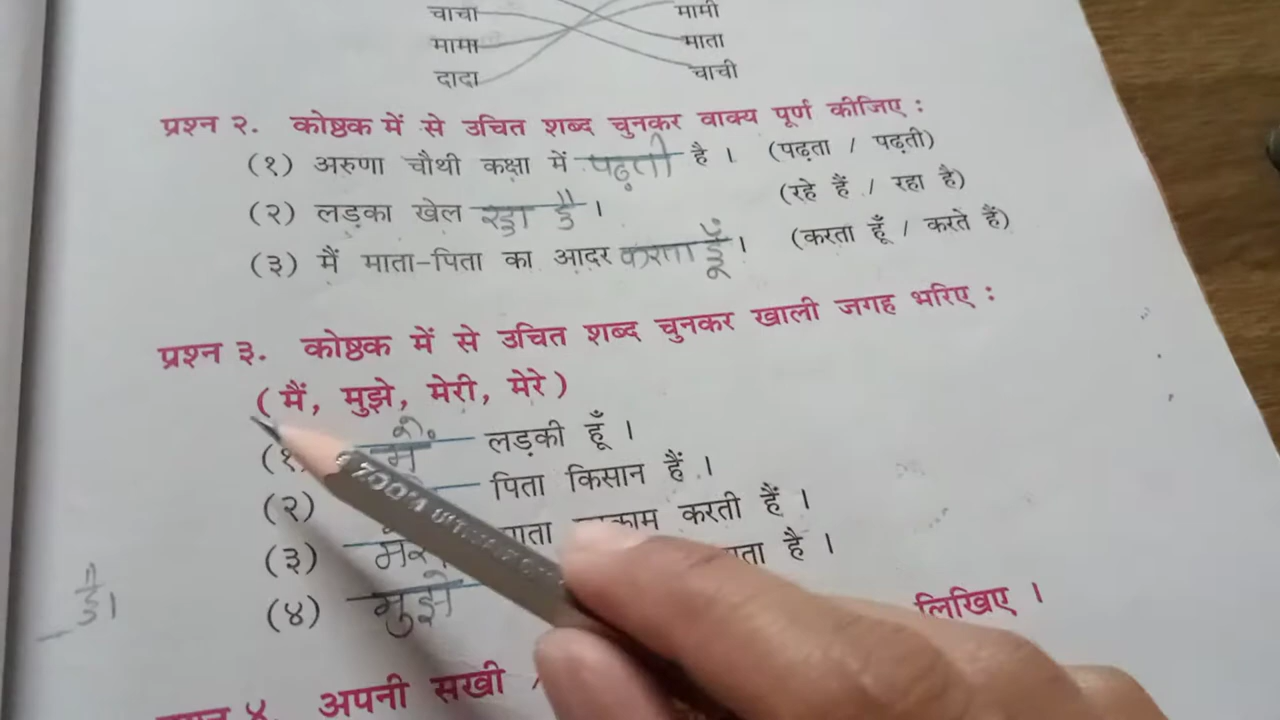 चाचा मामी
मामा माता
दादा चाची
प्रश्न २. कोष्ठक में से उचित शब्द चुनकर वाक्य पूर्ण कीजिए :
(१) अरुणा चौथी कक्षा में पढ़ती है । (पढ़ता / पढ़ती)
(२) लड़का खेल रहा है । (रहे हैं / रहा है)
(३) मैं माता-पिता का आदर करता हूँ । (करता हूँ / करते हैं)
प्रश्न ३. कोष्ठक में से उचित शब्द चुनकर खाली जगह भरिए :
(मैं, मुझे, मेरी, मेरे)
(१) मैं लड़की हूँ ।
(२) पिता किसान हैं ।
(३) काम करती हैं ।
(४) मुझे है ।
है।
लिखिए ।
अपनी सखी